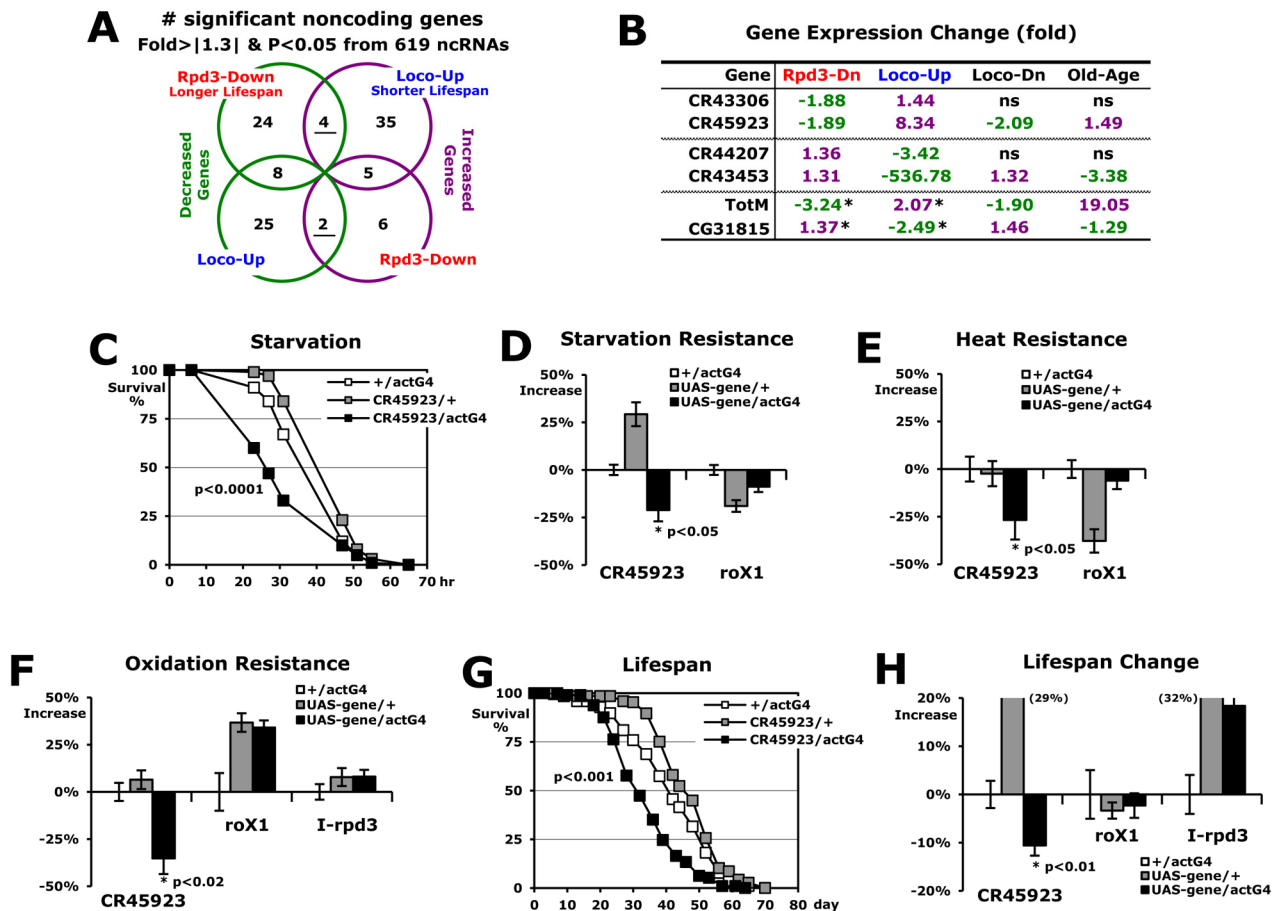 A
# significant noncoding genes
Fold>|1.3| & P<0.05 from 619 ncRNAs
Rpd3-Down
Longer Lifespan
Loco-Up
Shorter Lifespan
24
4
35
Decreased
Genes
8
5
Increased
Genes
25
2
6
Loco-Up
Rpd3-Down
B
Gene Expression Change (fold)
Gene Rpd3-Dn Loco-Up Loco-Dn Old-Age
CR43306 -1.88 1.44 ns ns
CR45923 -1.89 8.34 -2.09 1.49
CR44207 1.36 -3.42 ns ns
CR43453 1.31 -536.78 1.32 -3.38
TotM -3.24* 2.07* -1.90 19.05
CG31815 1.37* -2.49* 1.46 -1.29
C
Starvation
100
Survival
%
75
50
25
0
+/actG4
CR45923/+
CR45923/actG4
p<0.0001
0 10 20 30 40 50 60 70 hr
D
Starvation Resistance
50%
Increase
25%
0%
-25%
-50%
+/actG4
UAS-gene/+
UAS-gene/actG4
* p<0.05
CR45923 roX1
E
Heat Resistance
50%
Increase
25%
0%
-25%
-50%
+/actG4
UAS-gene/+
UAS-gene/actG4
* p<0.05
CR45923 roX1
F
Oxidation Resistance
50%
Increase
25%
0%
-25%
-50%
+/actG4
UAS-gene/+
UAS-gene/actG4
roX1 I-rpd3
* p<0.02
CR45923
G
Lifespan
100
Survival
%
75
50
25
0
+/actG4
CR45923/+
CR45923/actG4
p<0.001
0 10 20 30 40 50 60 70 80 day
H
Lifespan Change
20%
Increase
10%
0%
-10%
-20%
(29%)
(32%)
roX1 I-rpd3
* p<0.01
CR45923
+/actG4
UAS-gene/+
UAS-gene/actG4